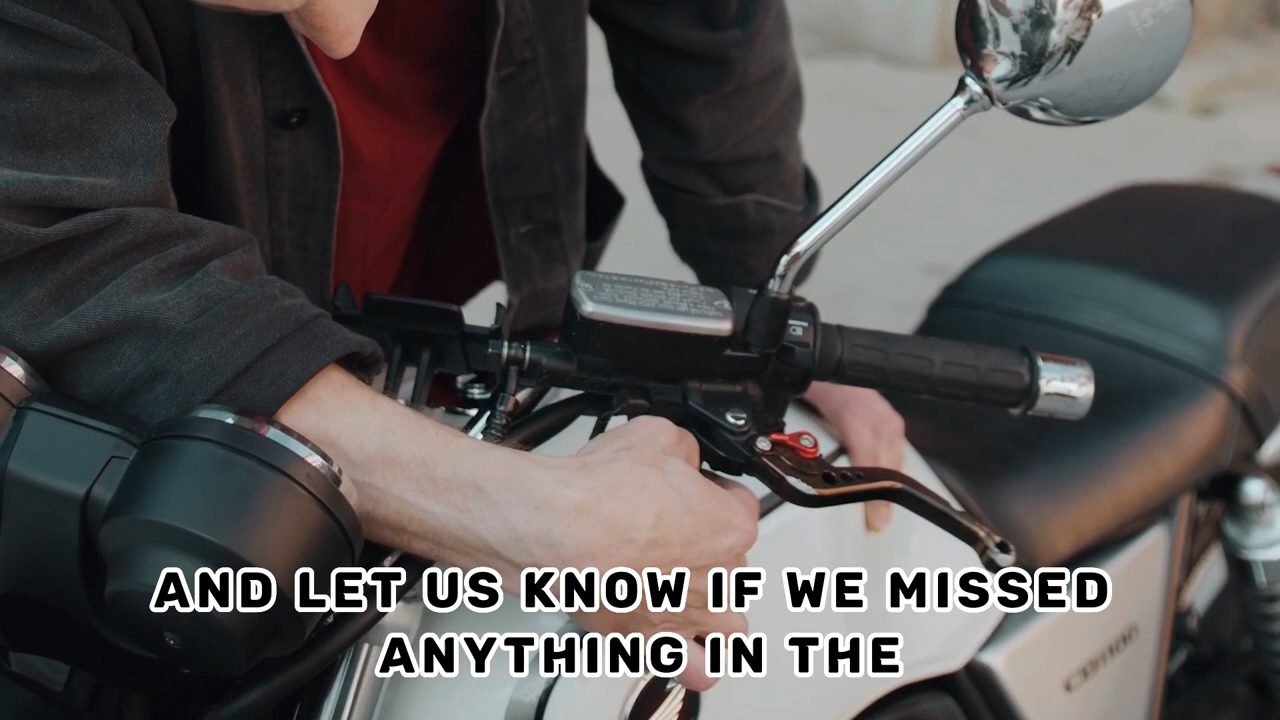 AND LET US KNOW IF WE MISSED
ANYTHING IN THE